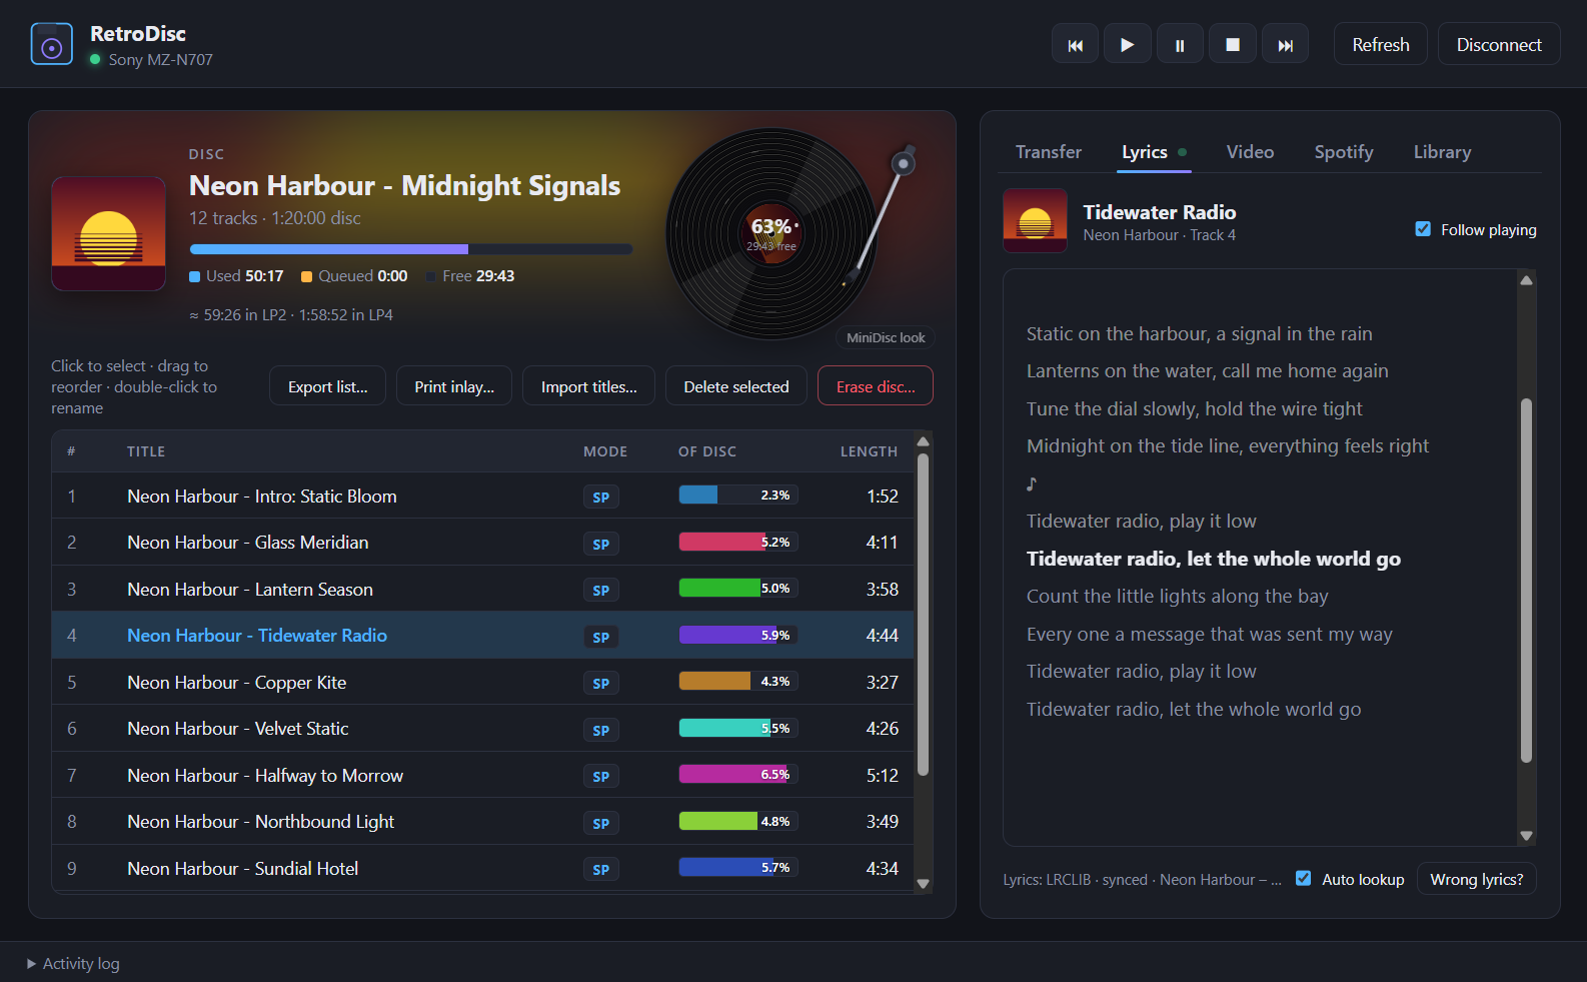 RetroDisc
Sony MZ-N707
Refresh
Disconnect
DISC
Neon Harbour - Midnight Signals
12 tracks · 1:20:00 disc
Used 50:17 Queued 0:00 Free 29:43
≈ 59:26 in LP2 · 1:58:52 in LP4
63%
29:43 free
MiniDisc look
Click to select · drag to
reorder · double-click to
rename
Export list...
Print inlay...
Import titles...
Delete selected
Erase disc...
# TITLE MODE OF DISC LENGTH
1 Neon Harbour - Intro: Static Bloom SP 2.3% 1:52
2 Neon Harbour - Glass Meridian SP 5.2% 4:11
3 Neon Harbour - Lantern Season SP 5.0% 3:58
4 Neon Harbour - Tidewater Radio SP 5.9% 4:44
5 Neon Harbour - Copper Kite SP 4.3% 3:27
6 Neon Harbour - Velvet Static SP 5.5% 4:26
7 Neon Harbour - Halfway to Morrow SP 6.5% 5:12
8 Neon Harbour - Northbound Light SP 4.8% 3:49
9 Neon Harbour - Sundial Hotel SP 5.7% 4:34
Transfer Lyrics Video Spotify Library
Tidewater Radio
Neon Harbour · Track 4
Follow playing
Static on the harbour, a signal in the rain
Lanterns on the water, call me home again
Tune the dial slowly, hold the wire tight
Midnight on the tide line, everything feels right
♪
Tidewater radio, play it low
Tidewater radio, let the whole world go
Count the little lights along the bay
Every one a message that was sent my way
Tidewater radio, play it low
Tidewater radio, let the whole world go
Lyrics: LRCLIB · synced · Neon Harbour – ...
Auto lookup
Wrong lyrics?
Activity log